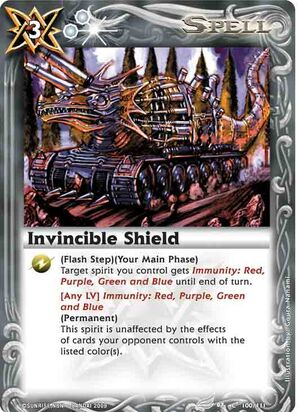 3
SPELL
Invincible Shield
(Flash Step)(Your Main Phase)
Target spirit you control gets Immunity: Red,
Purple, Green and Blue until end of turn.
[Any LV] Immunity: Red, Purple, Green
and Blue
(Permanent)
This spirit is unaffected by the effects
of cards your opponent controls with the
listed color(s).
100/111